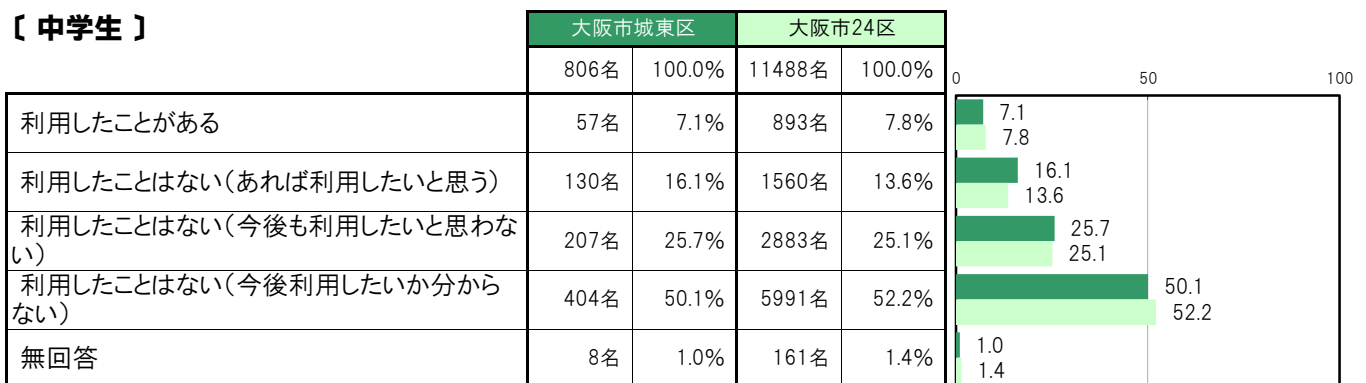 〔 中学生 〕
大阪市城東区 大阪市24区
806名 100.0% 11488名 100.0%
0 50 100
利用したことがある 57名 7.1% 893名 7.8%
7.1
7.8
利用したことはない（あれば利用したいと思う） 130名 16.1% 1560名 13.6%
16.1
13.6
利用したことはない（今後も利用したいと思わな
い） 207名 25.7% 2883名 25.1%
25.7
25.1
利用したことはない（今後利用したいか分から
ない） 404名 50.1% 5991名 52.2%
50.1
52.2
無回答 8名 1.0% 161名 1.4%
1.0
1.4